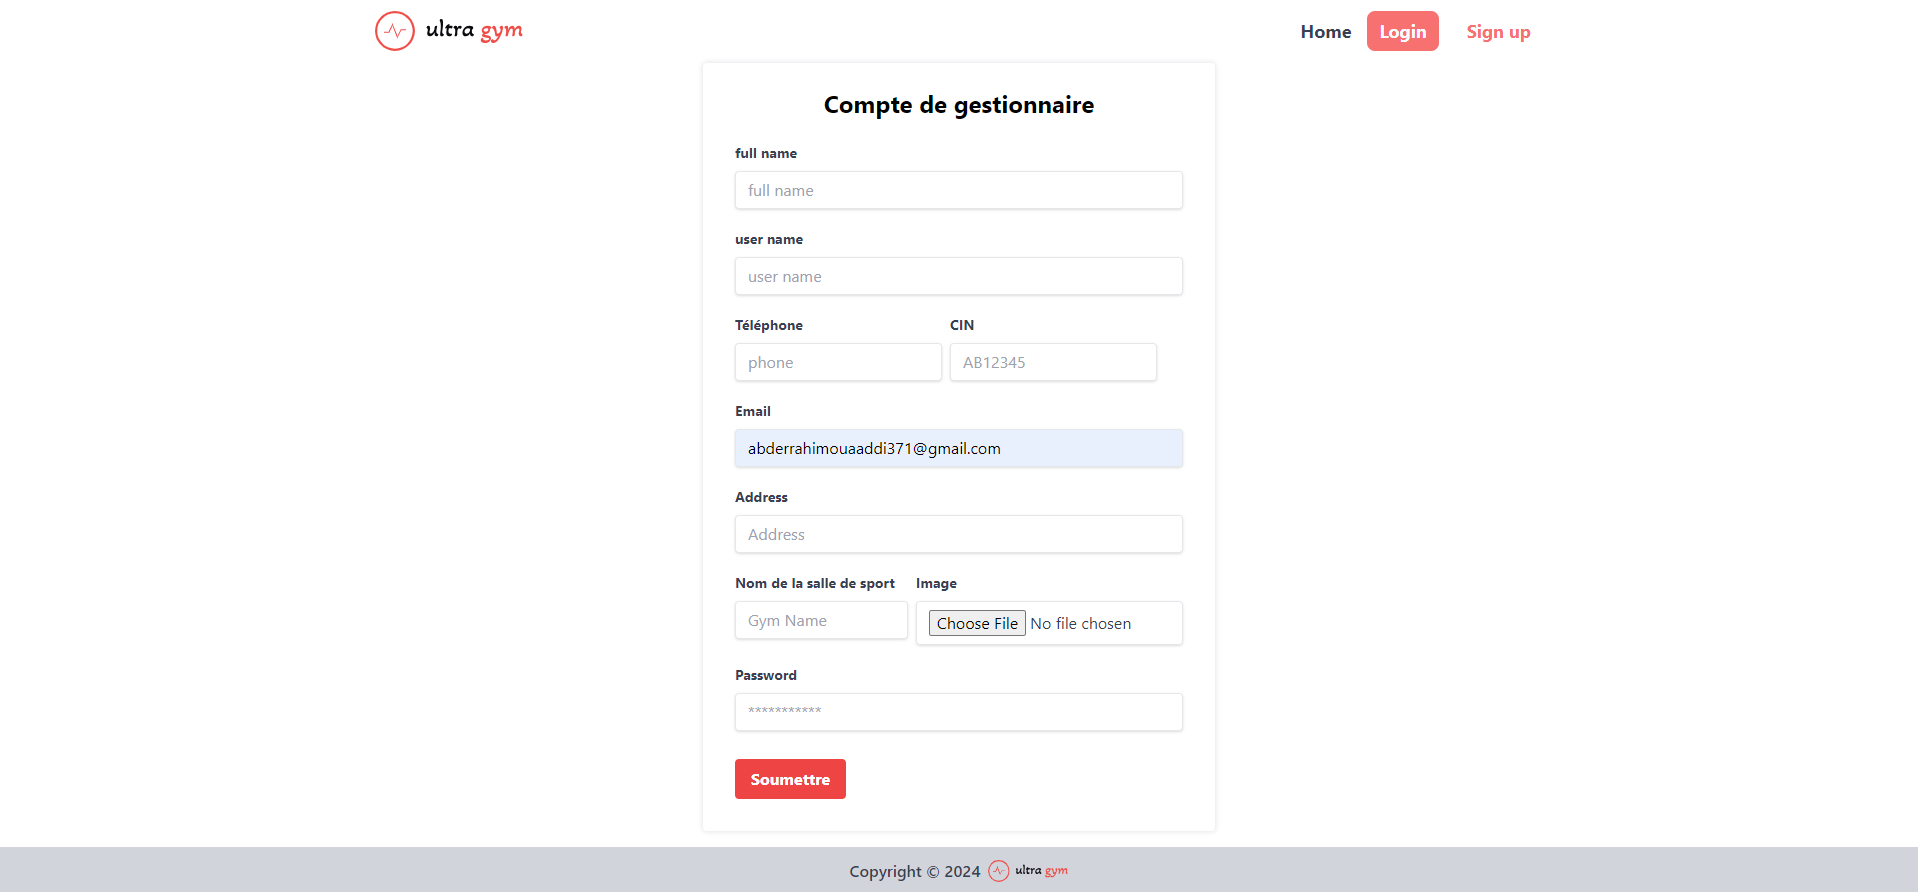 ultra gym Home Login Sign up
Compte de gestionnaire
full name
full name
user name
user name
Téléphone CIN
phone AB12345
Email
abderrahimouaaddi371@gmail.com
Address
Address
Nom de la salle de sport Image
Gym Name Choose File No file chosen
Password
***********
Soumettre
Copyright © 2024 ultra gym